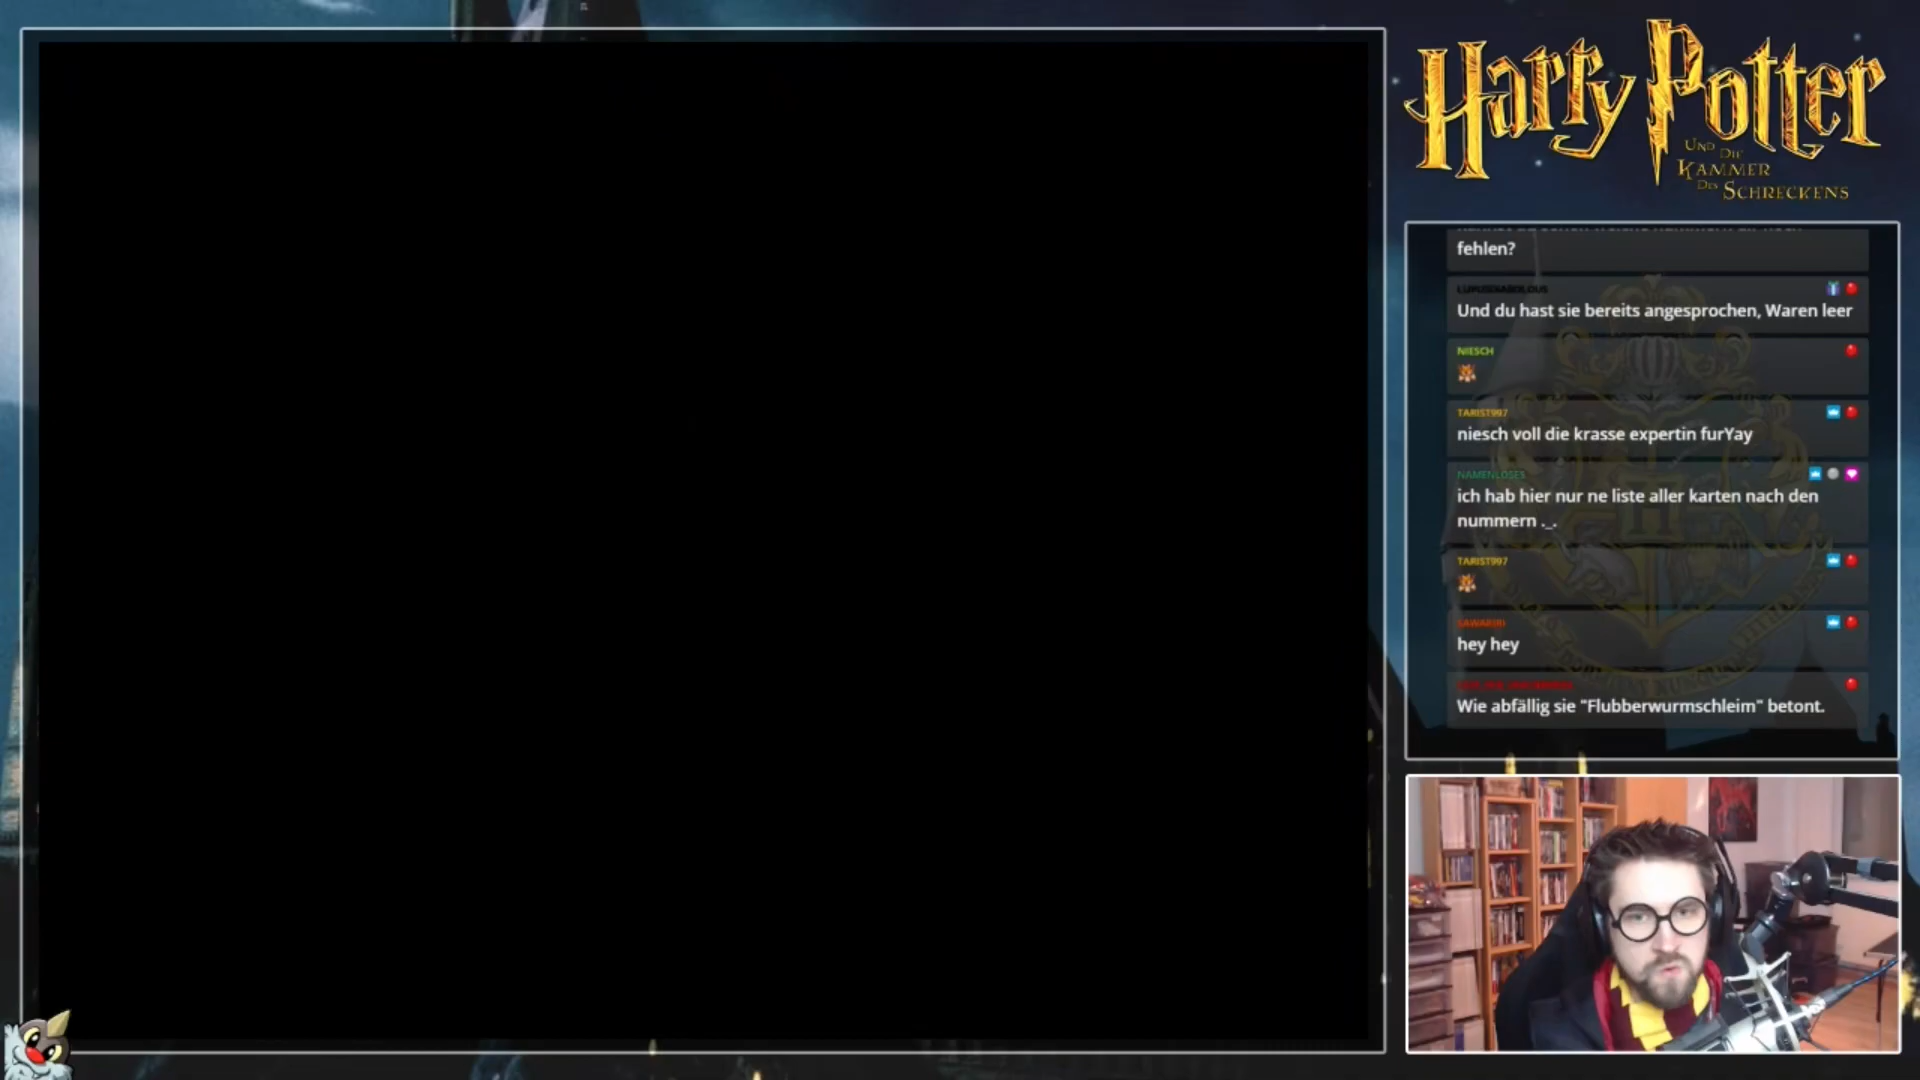 Harry Potter
UND DIE
KAMMER
DES SCHRECKENS
fehlen?
Und du hast sie bereits angesprochen, Waren leer
NIESCH
TARIST997
niesch voll die krasse expertin furYay
NAMENLOSES
ich hab hier nur ne liste aller karten nach den
nummern ._.
TARIST997
hey hey
Wie abfällig sie "Flubberwurmschleim" betont.